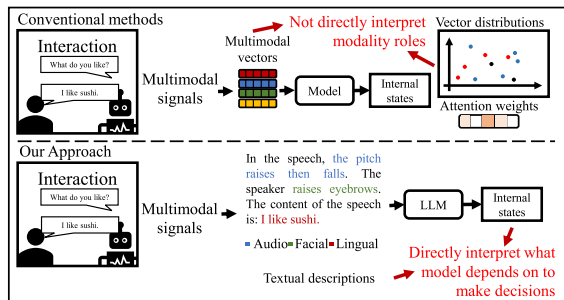 Conventional methods
Interaction
What do you like?
I like sushi.
Multimodal
signals
Multimodal
vectors
Model
Internal
states
Not directly interpret
modality roles
Vector distributions
Attention weights
Our Approach
Interaction
What do you like?
I like sushi.
Multimodal
signals
In the speech, the pitch
raises then falls. The
speaker raises eyebrows.
The content of the speech
is: I like sushi.
Audio Facial Lingual
Textual descriptions
LLM
Internal
states
Directly interpret what
model depends on to
make decisions